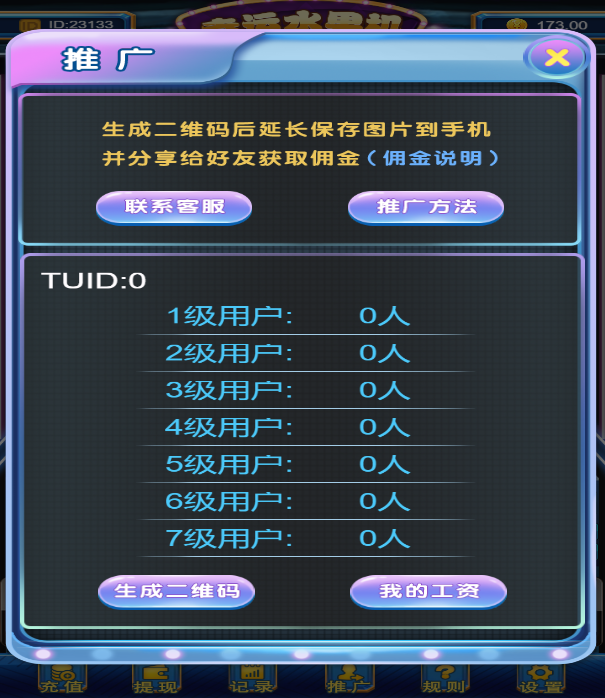 ID:23133
幸运水果机
173.00
推广
生成二维码后延长保存图片到手机
并分享给好友获取佣金(佣金说明)
联系客服
推广方法
TUID:0
1级用户: 0人
2级用户: 0人
3级用户: 0人
4级用户: 0人
5级用户: 0人
6级用户: 0人
7级用户: 0人
生成二维码
我的工资
充值
提现
记录
推广
规则
设置